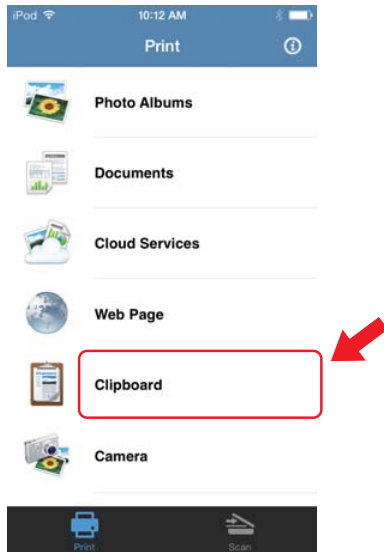 iPod 10:12 AM
Print
Photo Albums
Documents
Cloud Services
Web Page
Clipboard
Camera
Print Scan